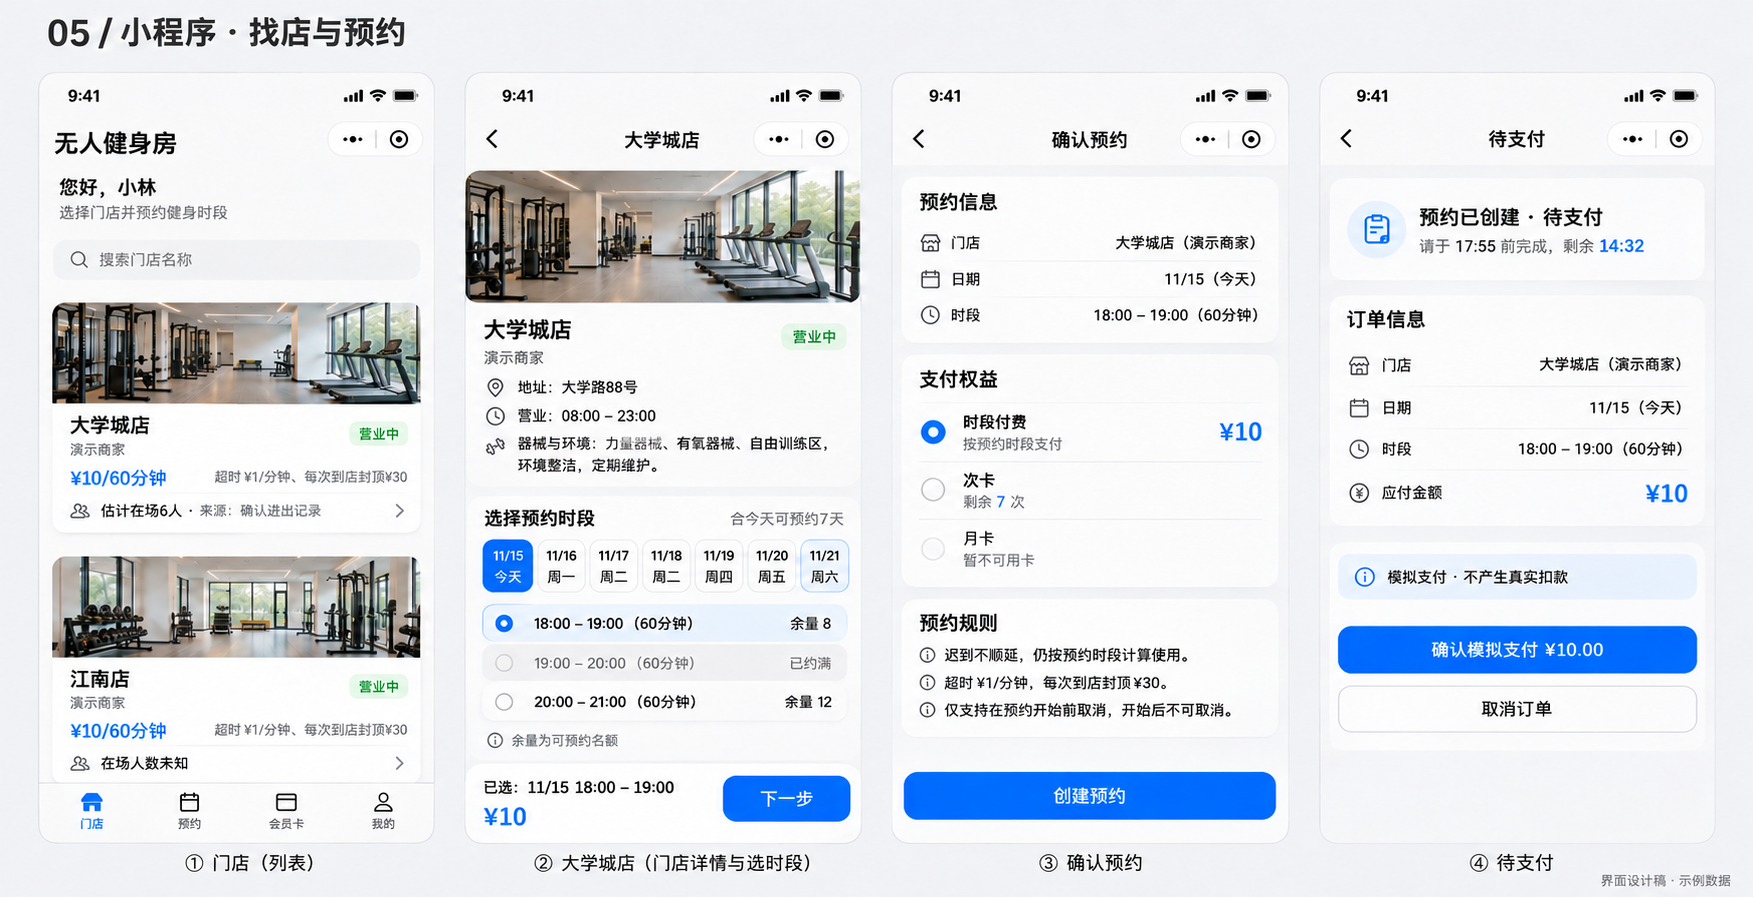 05 / 小程序 · 找店与预约
9:41
无人健身房
您好，小林
选择门店并预约健身时段
搜索门店名称
大学城店
营业中
演示商家
¥10/60分钟
超时 ¥1/分钟、每次到店封顶¥30
估计在场6人 · 来源：确认进出记录
江南店
营业中
演示商家
¥10/60分钟
超时 ¥1/分钟、每次到店封顶¥30
在场人数未知
门店
预约
会员卡
我的
① 门店（列表）
9:41
大学城店
大学城店
营业中
演示商家
地址：大学路88号
营业：08:00 – 23:00
器械与环境：力量器械、有氧器械、自由训练区，
环境整洁，定期维护。
选择预约时段
合今天可预约7天
11/15
今天
11/16
周一
11/17
周二
11/18
周二
11/19
周四
11/20
周五
11/21
周六
18:00 – 19:00（60分钟）
余量 8
19:00 – 20:00（60分钟）
已约满
20:00 – 21:00（60分钟）
余量 12
余量为可预约名额
已选：11/15 18:00 – 19:00
¥10
下一步
② 大学城店（门店详情与选时段）
9:41
确认预约
预约信息
门店
大学城店（演示商家）
日期
11/15（今天）
时段
18:00 – 19:00（60分钟）
支付权益
时段付费
按预约时段支付
¥10
次卡
剩余 7 次
月卡
暂不可用卡
预约规则
迟到不顺延，仍按预约时段计算使用。
超时 ¥1/分钟，每次到店封顶 ¥30。
仅支持在预约开始前取消，开始后不可取消。
创建预约
③ 确认预约
9:41
待支付
预约已创建 · 待支付
请于 17:55 前完成，剩余 14:32
订单信息
门店
大学城店（演示商家）
日期
11/15（今天）
时段
18:00 – 19:00（60分钟）
应付金额
¥10
模拟支付 · 不产生真实扣款
确认模拟支付 ¥10.00
取消订单
④ 待支付
界面设计稿 · 示例数据